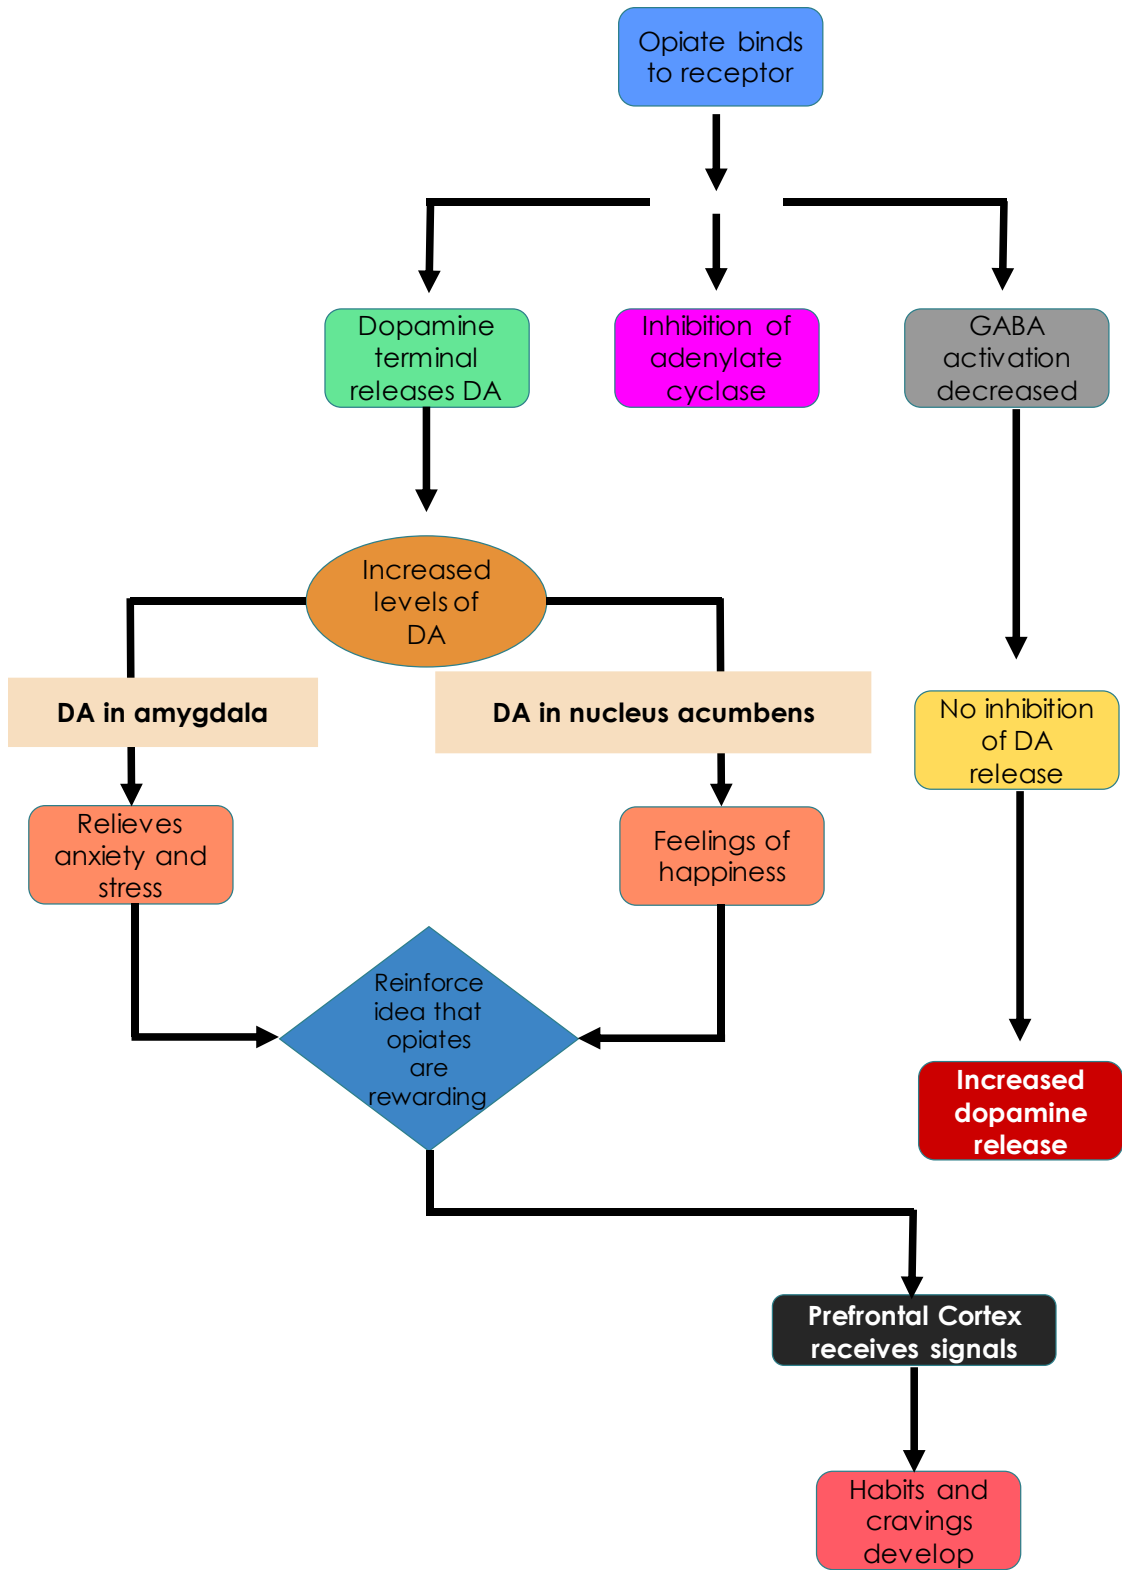 Opiate binds
to receptor
Dopamine
terminal
releases DA
Inhibition of
adenylate
cyclase
GABA
activation
decreased
Increased
levels of
DA
DA in amygdala
DA in nucleus acumbens
No inhibition
of DA
release
Relieves
anxiety and
stress
Feelings of
happiness
Reinforce
idea that
opiates
are
rewarding
Increased
dopamine
release
Prefrontal Cortex
receives signals
Habits and
cravings
develop